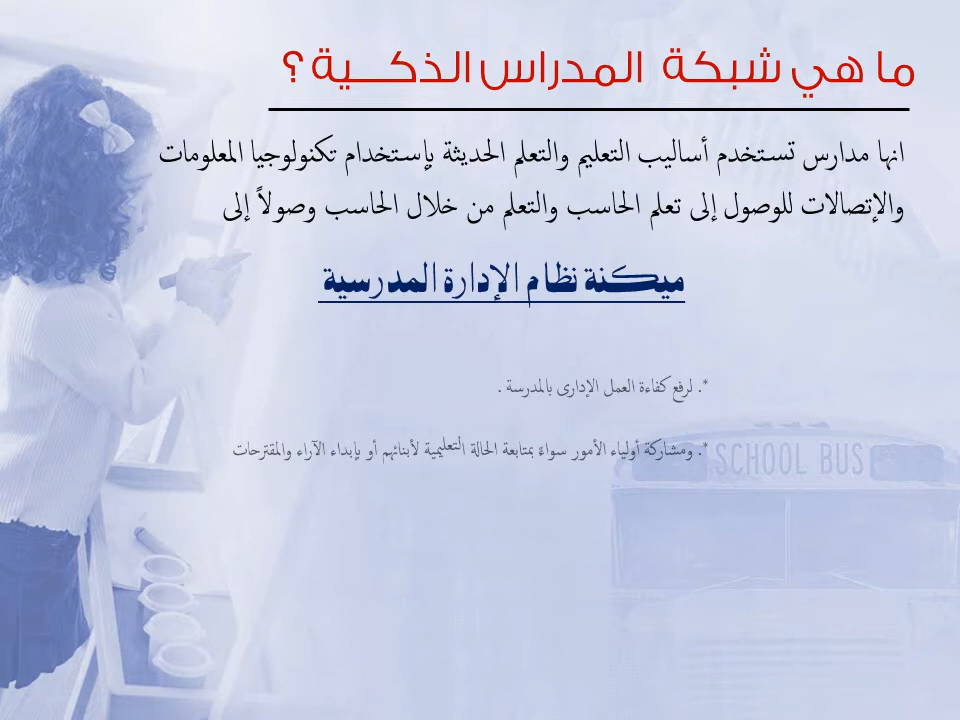 ما هي شبكة المدراس الذكـــية ؟
انها مدارس تستخدم أساليب التعليم والتعلم الحديثة بإستخدام تكنولوجيا المعلومات
والإتصالات للوصول إلى تعلم الحاسب والتعلم من خلال الحاسب وصولاً إلى
ميكنة نظام الإدارة المدرسية
*. لرفع كفاءة العمل الإدارى بالمدرسة .
*. ومشاركة أولياء الأمور سواءً بمتابعة الحالة التعليمية لأبنائهم أو بإبداء الآراء والمقترحات
SCHOOL BUS